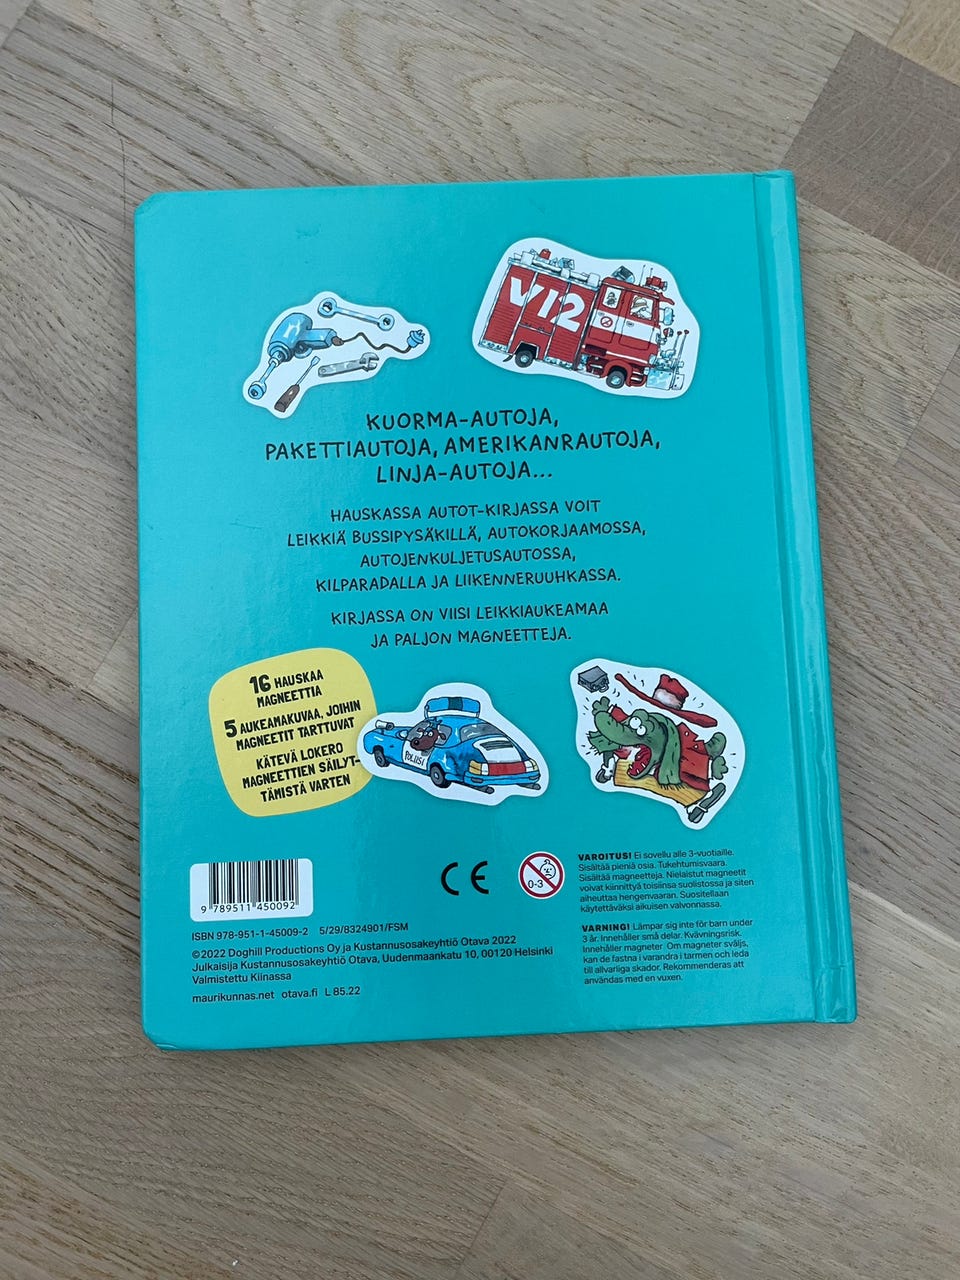 V12
KUORMA-AUTOJA,
PAKETTIAUTOJA, AMERIKANRAUTOJA,
LINJA-AUTOJA...
HAUSKASSA AUTOT-KIRJASSA VOIT
LEIKKIÄ BUSSIPYSÄKILLÄ, AUTOKORJAAMOSSA,
AUTOJENKULJETUSAUTOSSA,
KILPARADALLA JA LIIKENNERUUHKASSA.
KIRJASSA ON VIISI LEIKKIAUKEAMAA
JA PALJON MAGNEETTEJA.
16 HAUSKAA
MAGNEETTIA
5 AUKEAMAKUVAA, JOIHIN
MAGNEETIT TARTTUVAT
KÄTEVÄ LOKERO
MAGNEETTIEN SÄILYT-
TÄMISTÄ VARTEN
POLIISI
9 789511 450092
CE
0-3
VAROITUS! Ei sovellu alle 3-vuotiaille.
Sisältää pieniä osia. Tukehtumisvaara.
Sisältää magneetteja. Nielaistut magneetit
voivat kiinnittyä toisiinsa suolistossa ja siten
aiheuttaa hengenvaaran. Suositellaan
käytettäväksi aikuisen valvonnassa.
VARNING! Lämpar sig inte för barn under
3 år. Innehåller små delar. Kvävningsrisk.
Innehåller magneter. Om magneter sväljs,
kan de fastna i varandra i tarmen och leda
till allvarliga skador. Rekommenderas att
användas med en vuxen.
ISBN 978-951-1-45009-2 5/29/8324901/FSM
©2022 Doghill Productions Oy ja Kustannusosakeyhtiö Otava 2022
Julkaisija Kustannusosakeyhtiö Otava, Uudenmaankatu 10, 00120 Helsinki
Valmistettu Kiinassa
maurikunnas.net otava.fi L 85.22